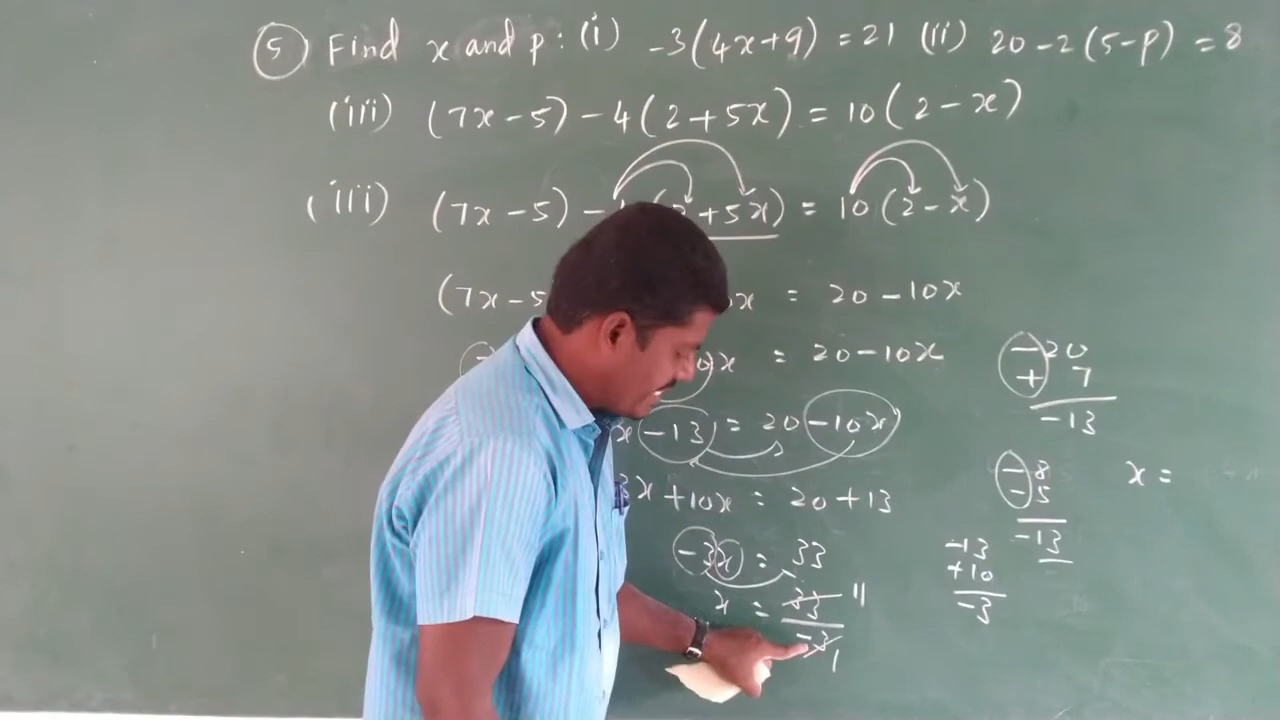 (5) Find x and p: (i) -3(4x+9) = 21 (ii) 20-2(5-p) = 8
(iii) (7x-5) - 4(2+5x) = 10(2-x)
(iii) (7x-5) - +5x) = 10(2-x)
(7x-5 x = 20-10x
x = 20-10x
x -13 = 20 -10x
3x+10x = 20+13
-3x = 33
x = 33 11
-3 1
-20
+ 7
-13
-8
-5
-13
-13
+10
-3
x =